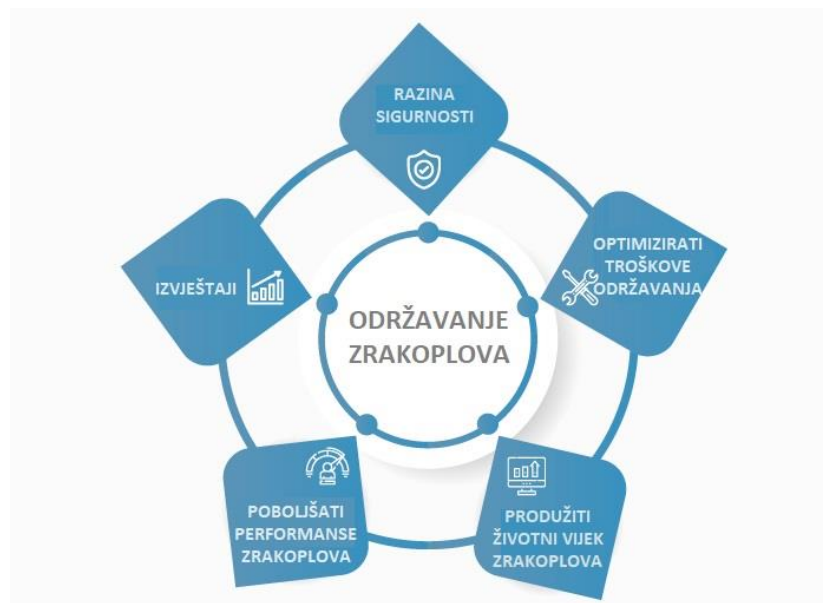 RAZINA
SIGURNOSTI
OPTIMIZIRATI
TROŠKOVE
ODRŽAVANJA
IZVJEŠTAJI
ODRŽAVANJE
ZRAKOPLOVA
POBOLJŠATI
PERFORMANSE
ZRAKOPLOVA
PRODUŽITI
ŽIVOTNI VIJEK
ZRAKOPLOVA